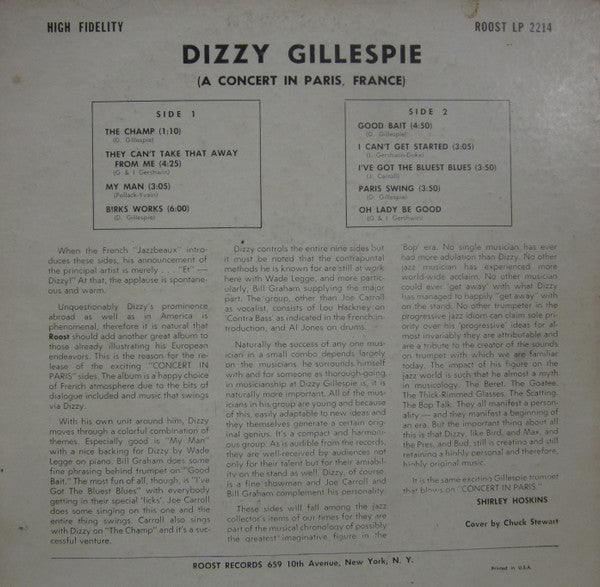 HIGH FIDELITY
ROOST LP 2214
DIZZY GILLESPIE
(A CONCERT IN PARIS, FRANCE)
SIDE 1
THE CHAMP (1:10)
(D. Gillespie)
THEY CAN'T TAKE THAT AWAY
FROM ME (4:25)
(G & I Gershwin)
MY MAN (3:05)
(Pollack-Yvain)
BIRKS WORKS (6:00)
(D. Gillespie)
SIDE 2
GOOD BAIT (4:50)
(D. Gillespie)
I CAN'T GET STARTED (3:05)
(I. Gershwin-Duke)
I'VE GOT THE BLUEST BLUES (3:50)
(J. Carroll)
PARIS SWING (3:50)
(D. Gillespie)
OH LADY BE GOOD
(G & I Gershwin)
When the French "Jazzbeaux" intro-
duces these sides, his announcement of
the principal artist is merely . . . "Et" —
Dizzy!" At that, the applause is spontane-
ous and warm.
Unquestionably Dizzy's prominence
abroad as well as in America is
phenomenal, therefore it is natural that
Roost should add another great album to
those already illustrating his European
endeavors. This is the reason for the re-
lease of the exciting "CONCERT IN
PARIS" sides. The album is a happy choice
of French atmosphere due to the bits of
dialogue included and music that swings
via Dizzy.
With his own unit around him, Dizzy
moves through a colorful combination of
themes. Especially good is "My Man"
with a nice backing for Dizzy by Wade
Legge on piano. Bill Graham does some
fine phrasing behind trumpet on "Good
Bait." The most fun of all, though, is "I've
Got The Bluest Blues" with everybody
getting in their special 'licks'. Joe Carroll
does some singing on this one and the
entire thing swings. Carroll also sings
with Dizzy on "The Champ" and it's a suc-
cessful venture.
Dizzy controls the entire nine sides but
it must be noted that the contrapuntal
methods he is known for are still at work
here with Wade Legge, and more partic-
ularly, Bill Graham supplying the major
part. The group, other than Joe Carroll
as vocalist, consists of Lou Hackney on
'Contra Bass' as indicated in the French in-
troduction, and Al Jones on drums.
Naturally the success of any one musi-
cian in a small combo depends largely
on the musicians he surrounds himself
with and for someone as thorough-going
in musicianship as Dizzy Gillespie is, it is
naturally more important. All of the mus-
icians in his group are young and because
of this, easily adaptable to new ideas and
they themselves generate a certain orig-
inal genius. It's a compact and harmoni-
ous group. As is audible from the records,
they are well-received by audiences not
only for their talent but for their amiabil-
ity on the stand as well. Dizzy, of course,
is a fine showman and Joe Carroll and
Bill Graham complement his personality.
These sides will fall among the jazz
collector's items of our times for they are
part of the musical chronology of possibly
the greatest imaginative figure in the
'Bop' era. No single musician has ever
had more adulation than Dizzy. No other
jazz musician has experienced more
world-wide acclaim. No other musician
could ever 'get away' with what Dizzy
has managed to happily "get away" with
on the stand. No other trumpeter in the
progressive jazz idiom can claim sole pri-
ority over his 'progressive' ideas for al-
most invariably they are attributable and
are a tribute to the creator of the sounds
on trumpet with which we are familiar
today. The impact of his figure on the
jazz world is such that he almost a myth
in musicology. The Beret. The Goatee.
The Thick-Rimmed Glasses. The Scatting.
The Bop Talk. They all manifest a person-
ality — and they manifest a beginning of
an era. But the important thing about all
this is that Dizzy, like Bird, and Max, and
the Pres, and Bud, still is creating and still
retaining a highly personal and therefore,
highly original music.
It is the same exciting Gillespie trumpet
that blows on "CONCERT IN PARIS."
SHIRLEY HOSKINS
Cover by Chuck Stewart
ROOST RECORDS 659 10th Avenue, New York, N. Y.
Printed in U.S.A.